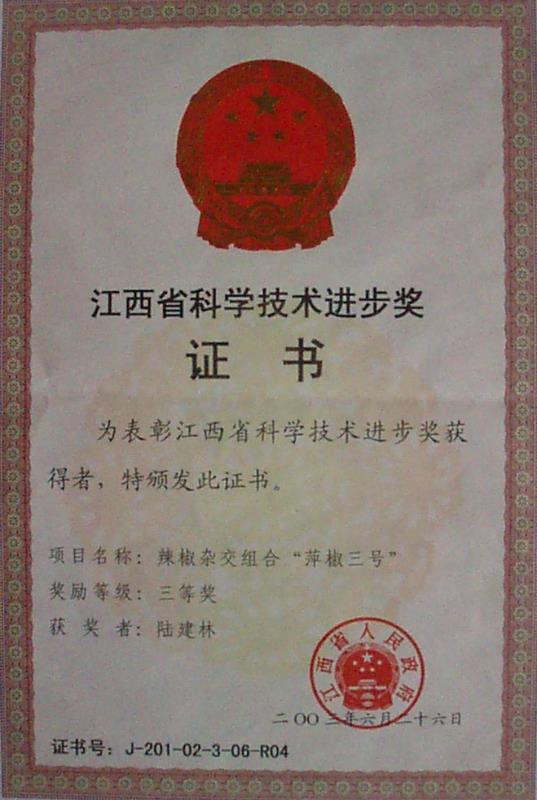 江西省科学技术进步奖
证 书
为表彰江西省科学技术进步奖获
得者，特颁发此证书。
项目名称：辣椒杂交组合“萍椒三号”
奖励等级：三等奖
获 奖 者：陆建林
江西省人民政府
二〇〇三年六月二十六日
证书号：J-201-02-3-06-R04